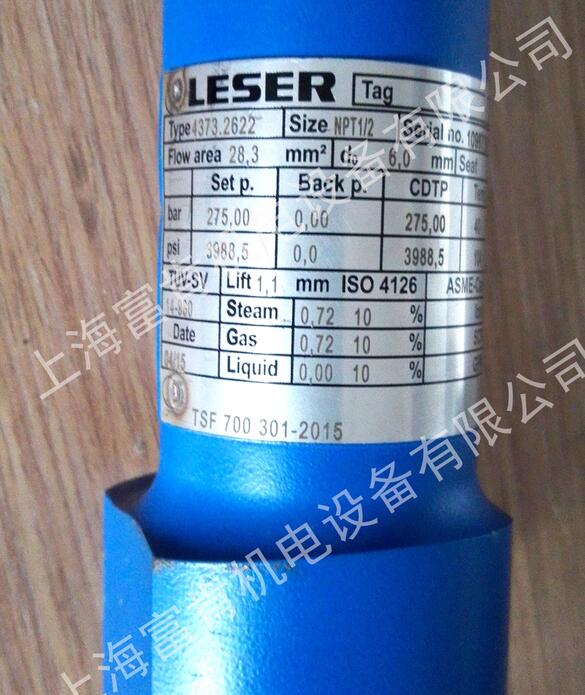 LESER Tag
Type 4373.2622 Size NPT1/2 Serial no.
Flow area 28,3 mm² do 6,0 mm Seat
Set p. Back p. CDTP
bar 275,00 0,00 275,00
psi 3988,5 0,0 3988,5
TÜV-SV Lift 1,1 mm ISO 4126
Steam 0,72 10 %
Date Gas 0,72 10 %
04/15 Liquid 0,00 10 %
TSF 700 301-2015
上海富 机电设备有限公司
上海富 机电设备有限公司